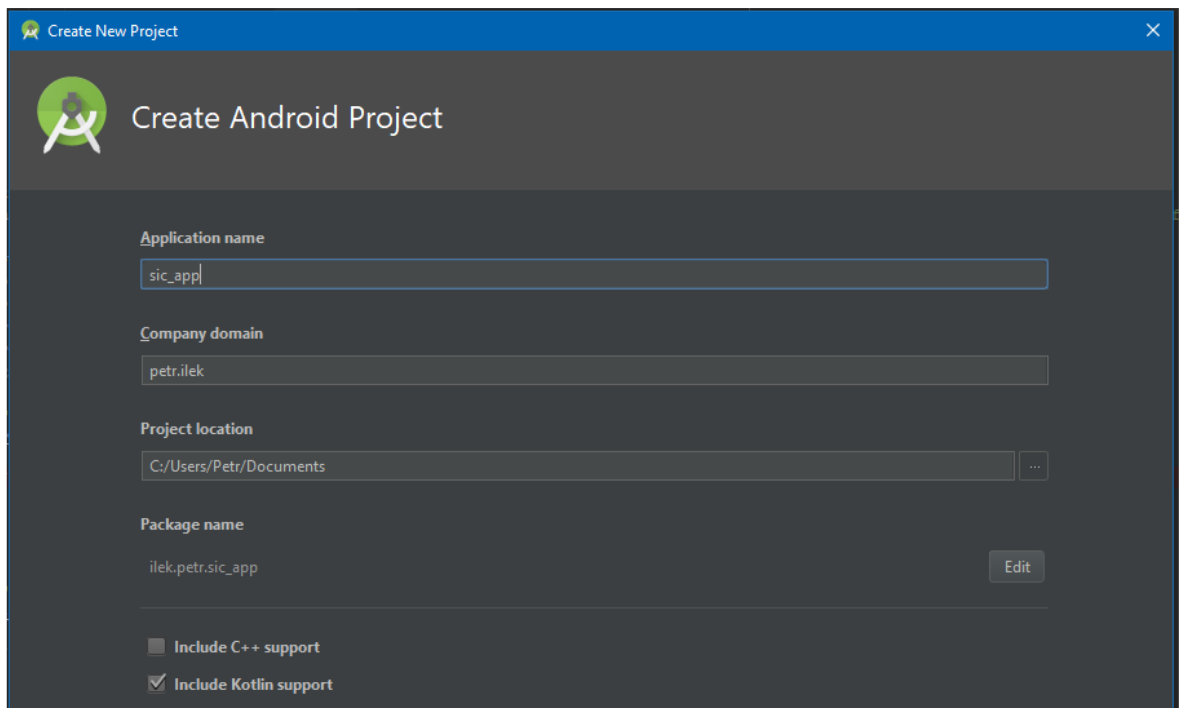 Create New Project
Create Android Project
Application name
sic_app
Company domain
petr.ilek
Project location
C:/Users/Petr/Documents
...
Package name
ilek.petr.sic_app
Edit
Include C++ support
Include Kotlin support